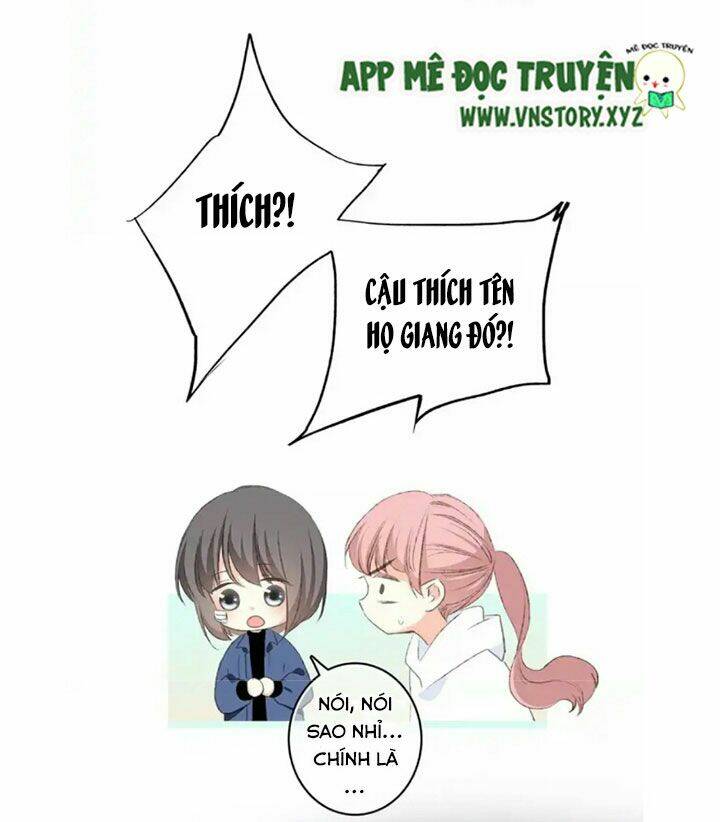 MÊ ĐỌC TRUYỆN
APP MÊ ĐỌC TRUYỆN
WWW.VNSTORY.XYZ
THÍCH?!
CẬU THÍCH TÊN
HỌ GIANG ĐÓ?!
NÓI, NÓI
SAO NHỈ...
CHÍNH LÀ
...